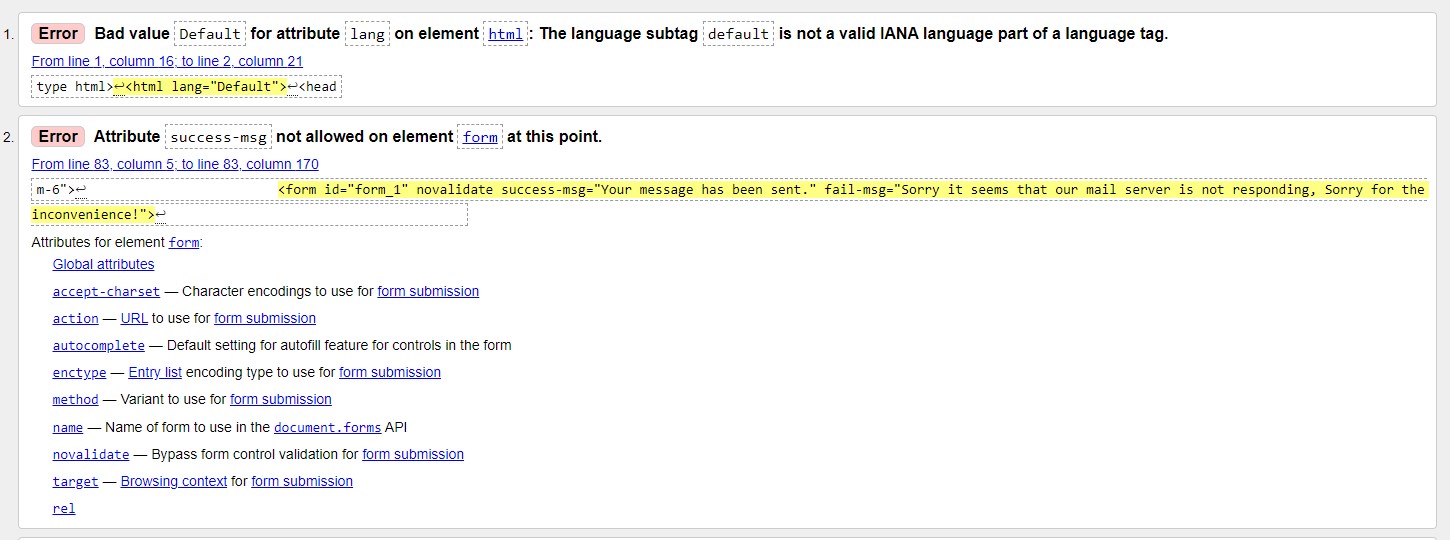 1. Error Bad value Default for attribute lang on element html: The language subtag default is not a valid IANA language part of a language tag.
From line 1, column 16; to line 2, column 21
type html>↩<html lang="Default">↩<head
2. Error Attribute success-msg not allowed on element form at this point.
From line 83, column 5; to line 83, column 170
m-6">↩ <form id="form_1" novalidate success-msg="Your message has been sent." fail-msg="Sorry it seems that our mail server is not responding, Sorry for the
inconvenience!">↩
Attributes for element form:
Global attributes
accept-charset — Character encodings to use for form submission
action — URL to use for form submission
autocomplete — Default setting for autofill feature for controls in the form
enctype — Entry list encoding type to use for form submission
method — Variant to use for form submission
name — Name of form to use in the document.forms API
novalidate — Bypass form control validation for form submission
target — Browsing context for form submission
rel